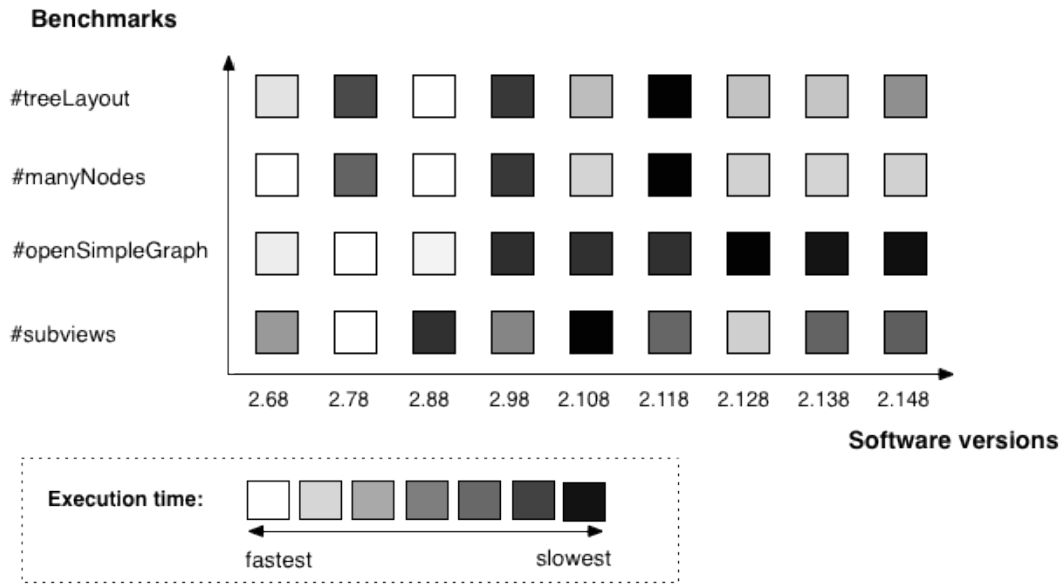 Benchmarks
#treeLayout
#manyNodes
#openSimpleGraph
#subviews
2.68 2.78 2.88 2.98 2.108 2.118 2.128 2.138 2.148
Software versions
Execution time:
fastest slowest